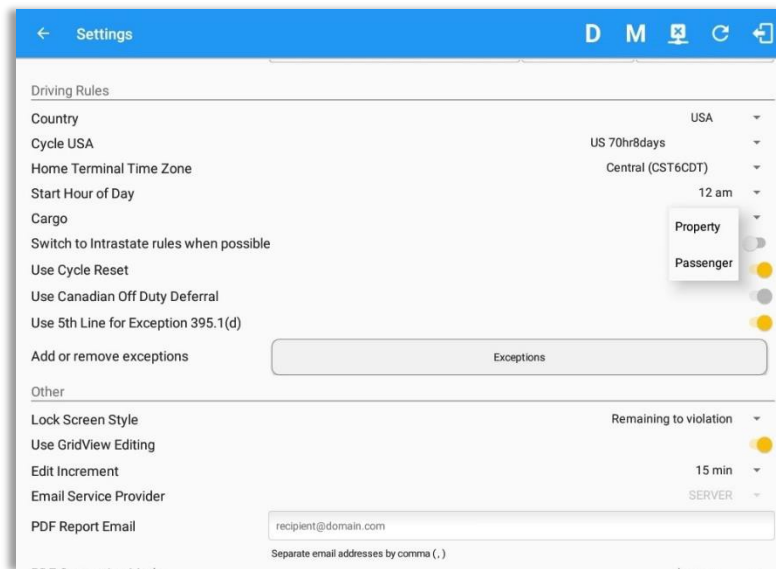 Settings D M
Driving Rules
Country USA
Cycle USA US 70hr8days
Home Terminal Time Zone Central (CST6CDT)
Start Hour of Day 12 am
Cargo
Property
Switch to Intrastate rules when possible
Passenger
Use Cycle Reset
Use Canadian Off Duty Deferral
Use 5th Line for Exception 395.1(d)
Add or remove exceptions Exceptions
Other
Lock Screen Style Remaining to violation
Use GridView Editing
Edit Increment 15 min
Email Service Provider SERVER
PDF Report Email recipient@domain.com
Separate email addresses by comma (,)